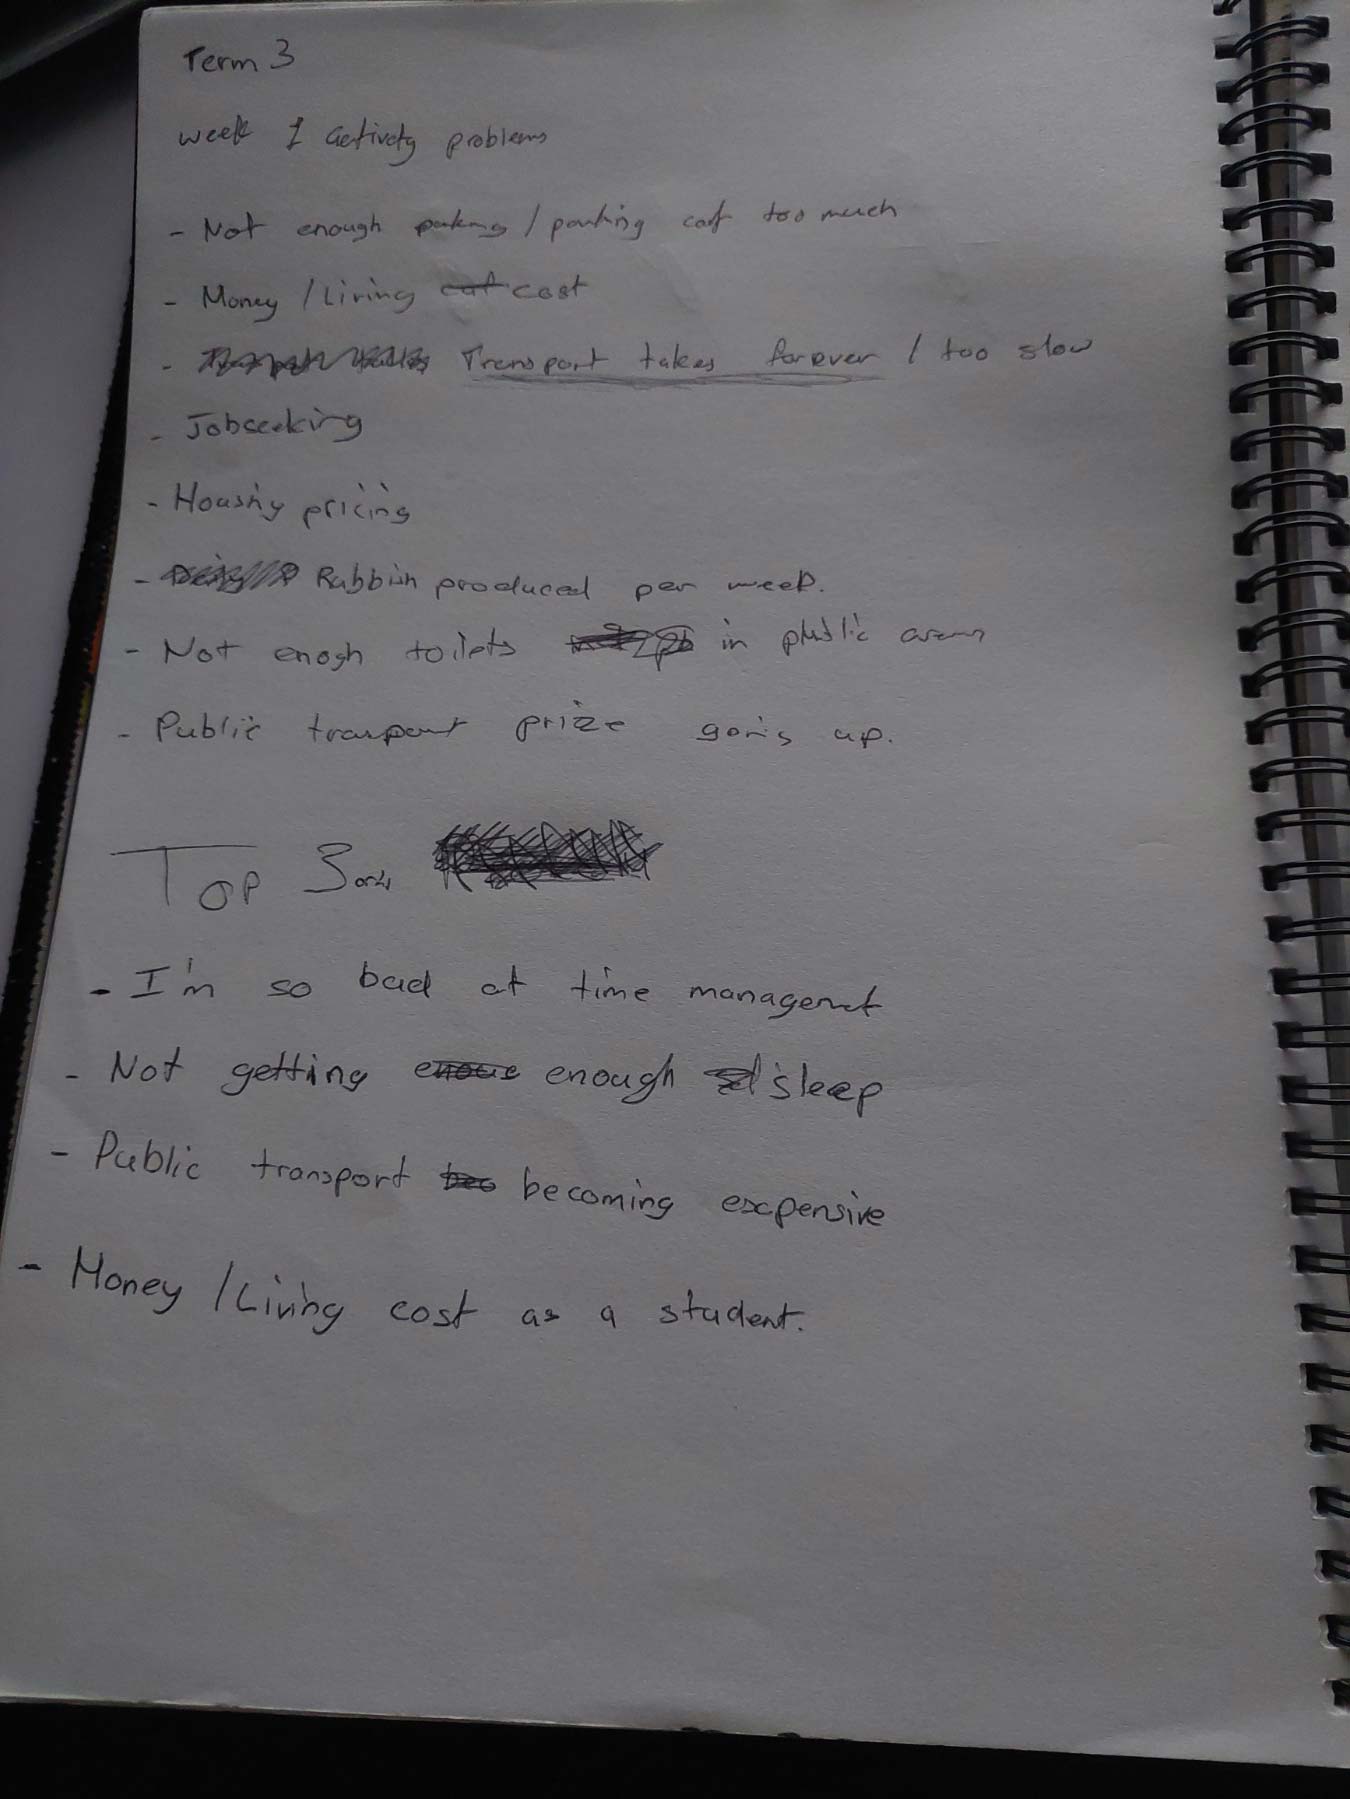 Term 3
week 1 activity problems
- Not enough parking / parking cost too much
- Money / Living cost
- Transport takes forever / too slow
- Jobseeking
- Housing pricing
- Rubbish produced per week.
- Not enogh toilets in public areas
- Public transport prize going up.
Top 3
- I'm so bad at time management
- Not getting enough sleep
- Public transport becoming expensive
- Money / Living cost as a student.